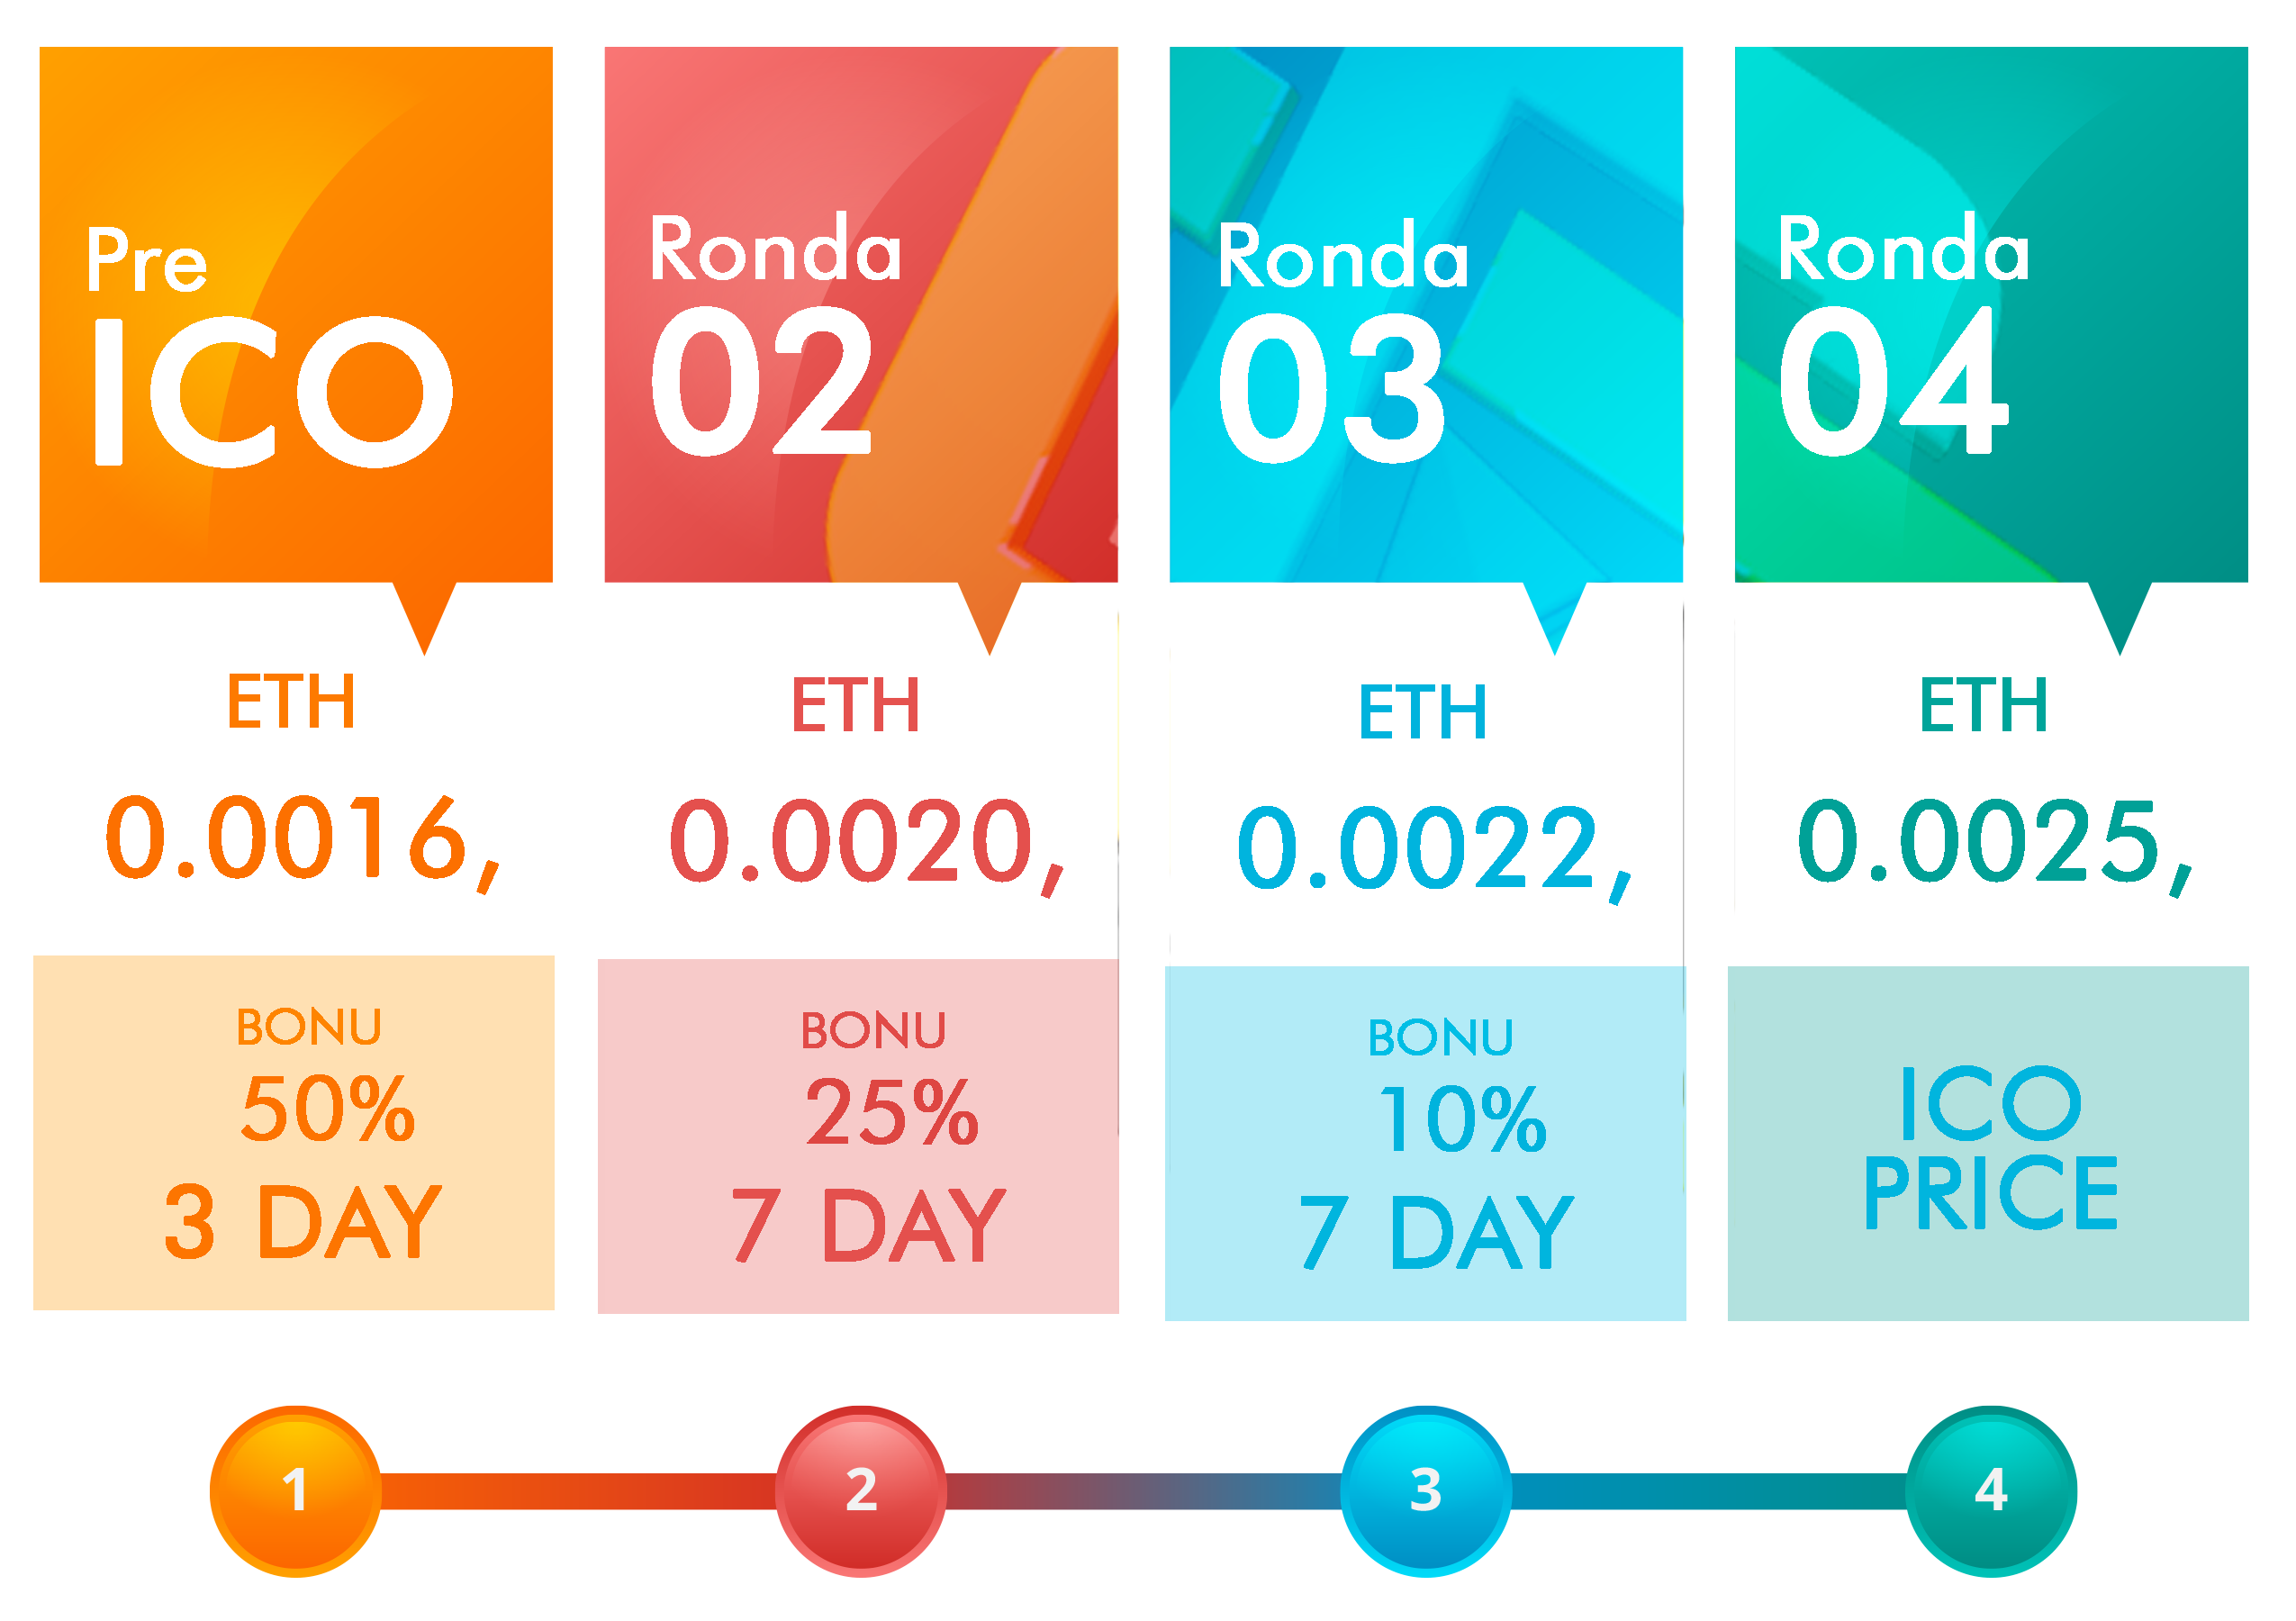 Pre
ICO
ETH
0.0016,
BONU
50%
3 DAY
Ronda
02
ETH
0.0020,
BONU
25%
7 DAY
Ronda
03
ETH
0.0022,
BONU
10%
7 DAY
Ronda
04
ETH
0.0025,
ICO
PRICE
1
2
3
4